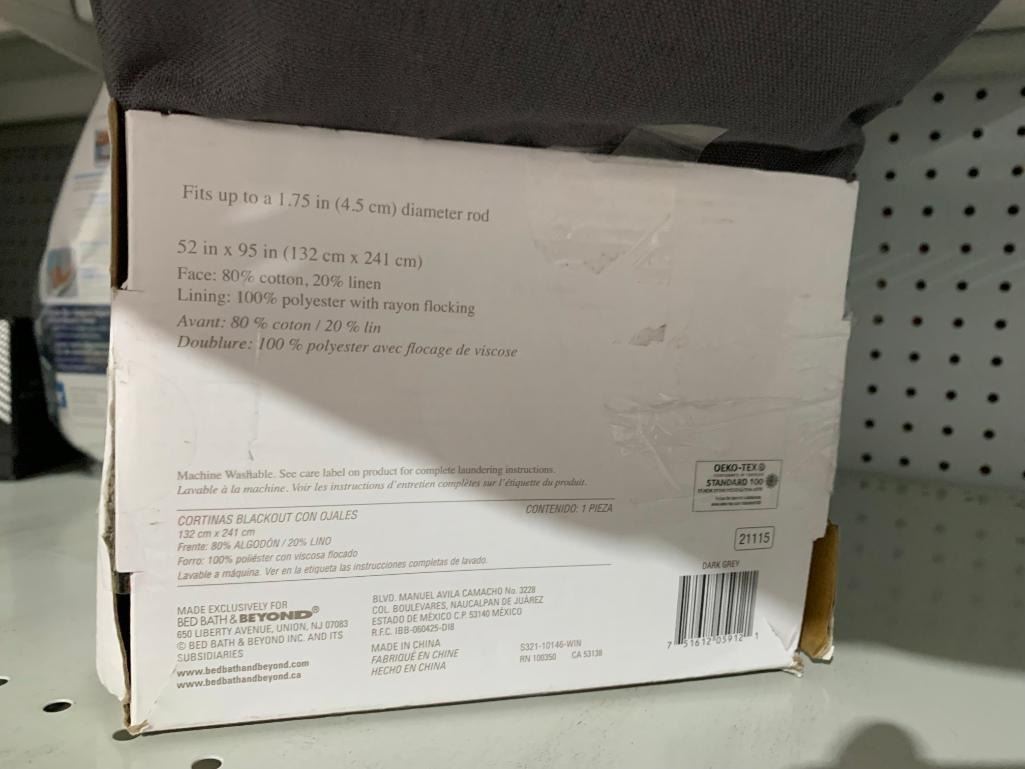 Fits up to a 1.75 in (4.5 cm) diameter rod
52 in x 95 in (132 cm x 241 cm)
Face: 80% cotton, 20% linen
Lining: 100% polyester with rayon flocking
Avant: 80 % coton / 20 % lin
Doublure: 100 % polyester avec flocage de viscose
Machine Washable. See care label on product for complete laundering instructions.
Lavable à la machine. Voir les instructions d'entretien complètes sur l'étiquette du produit.
CORTINAS BLACKOUT CON OJALES
CONTENIDO: 1 PIEZA
132 cm x 241 cm
Frente: 80% ALGODÓN / 20% LINO
Forro: 100% poliéster con viscosa flocado
Lavable a máquina. Ver en la etiqueta las instrucciones completas de lavado.
OEKO-TEX®
STANDARD 100
21115
DARK GREY
7 51612 05912 1
MADE EXCLUSIVELY FOR
BED BATH & BEYOND®
650 LIBERTY AVENUE, UNION, NJ 07083
© BED BATH & BEYOND INC. AND ITS
SUBSIDIARIES
www.bedbathandbeyond.com
www.bedbathandbeyond.ca
BLVD. MANUEL AVILA CAMACHO No. 3228
COL. BOULEVARES, NAUCALPAN DE JUÁREZ
ESTADO DE MÉXICO C.P. 53140 MÉXICO
R.F.C. IBB-060425-DI8
MADE IN CHINA
FABRIQUÉ EN CHINE
HECHO EN CHINA
S321-10146-WIN
RN 100350 CA 53138